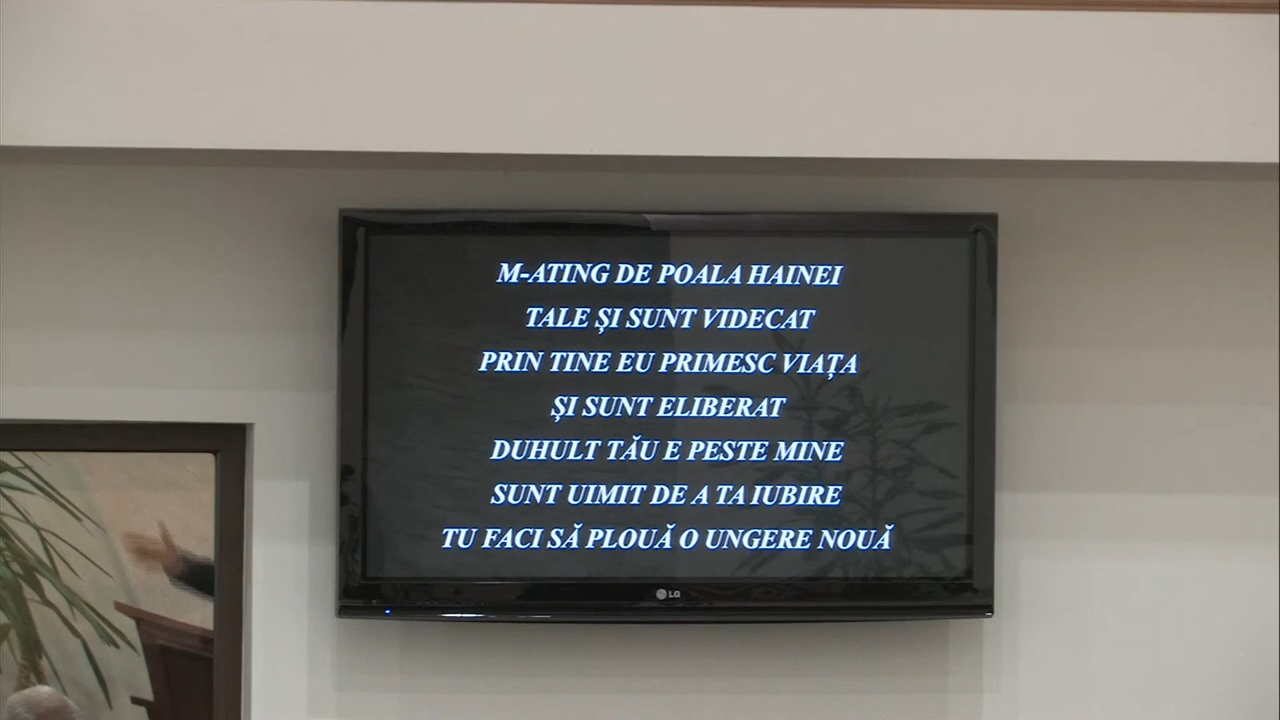 M-ATING DE POALA HAINEI
TALE ȘI SUNT VIDECAT
PRIN TINE EU PRIMESC VIAȚA
ȘI SUNT ELIBERAT
DUHULT TĂU E PESTE MINE
SUNT UIMIT DE A TA IUBIRE
TU FACI SĂ PLOUĂ O UNGERE NOUĂ
LG